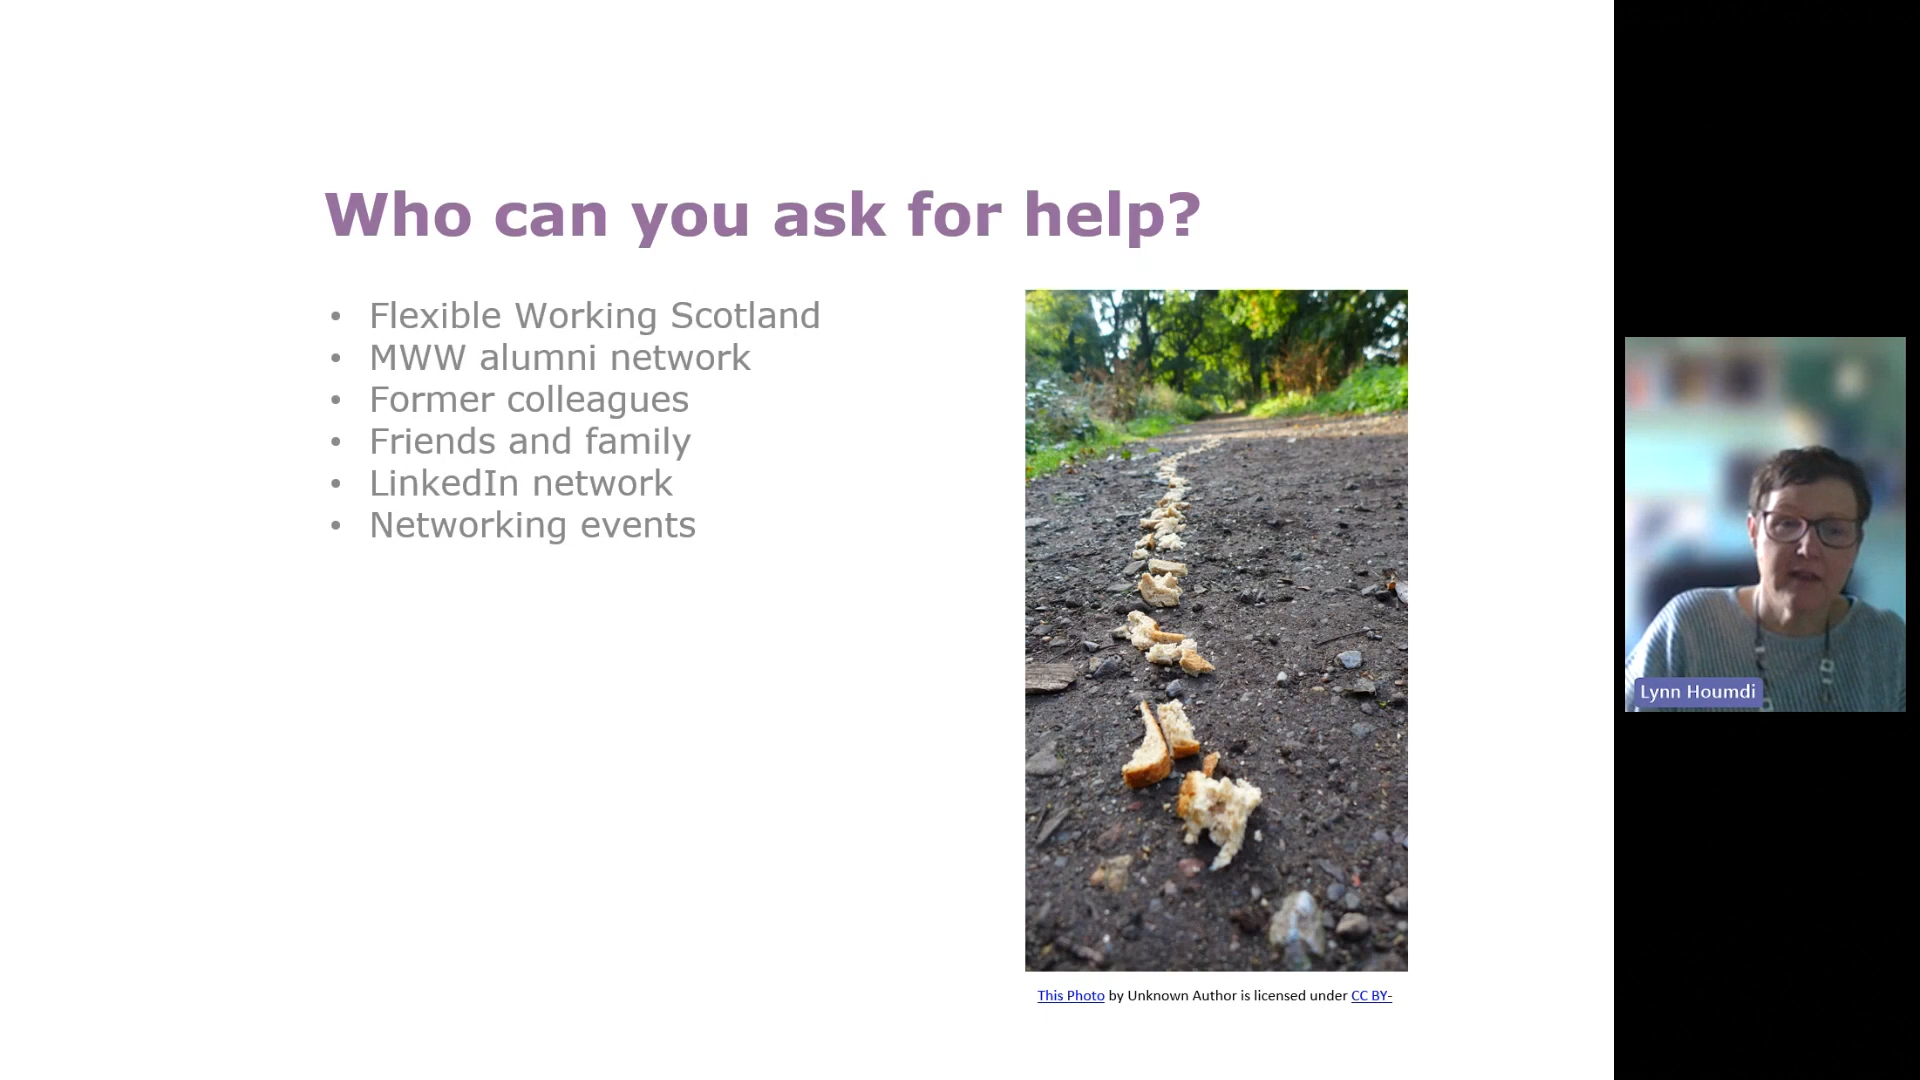 Who can you ask for help?
• Flexible Working Scotland
• MWW alumni network
• Former colleagues
• Friends and family
• LinkedIn network
• Networking events
This Photo by Unknown Author is licensed under CC BY-
Lynn Houmdi